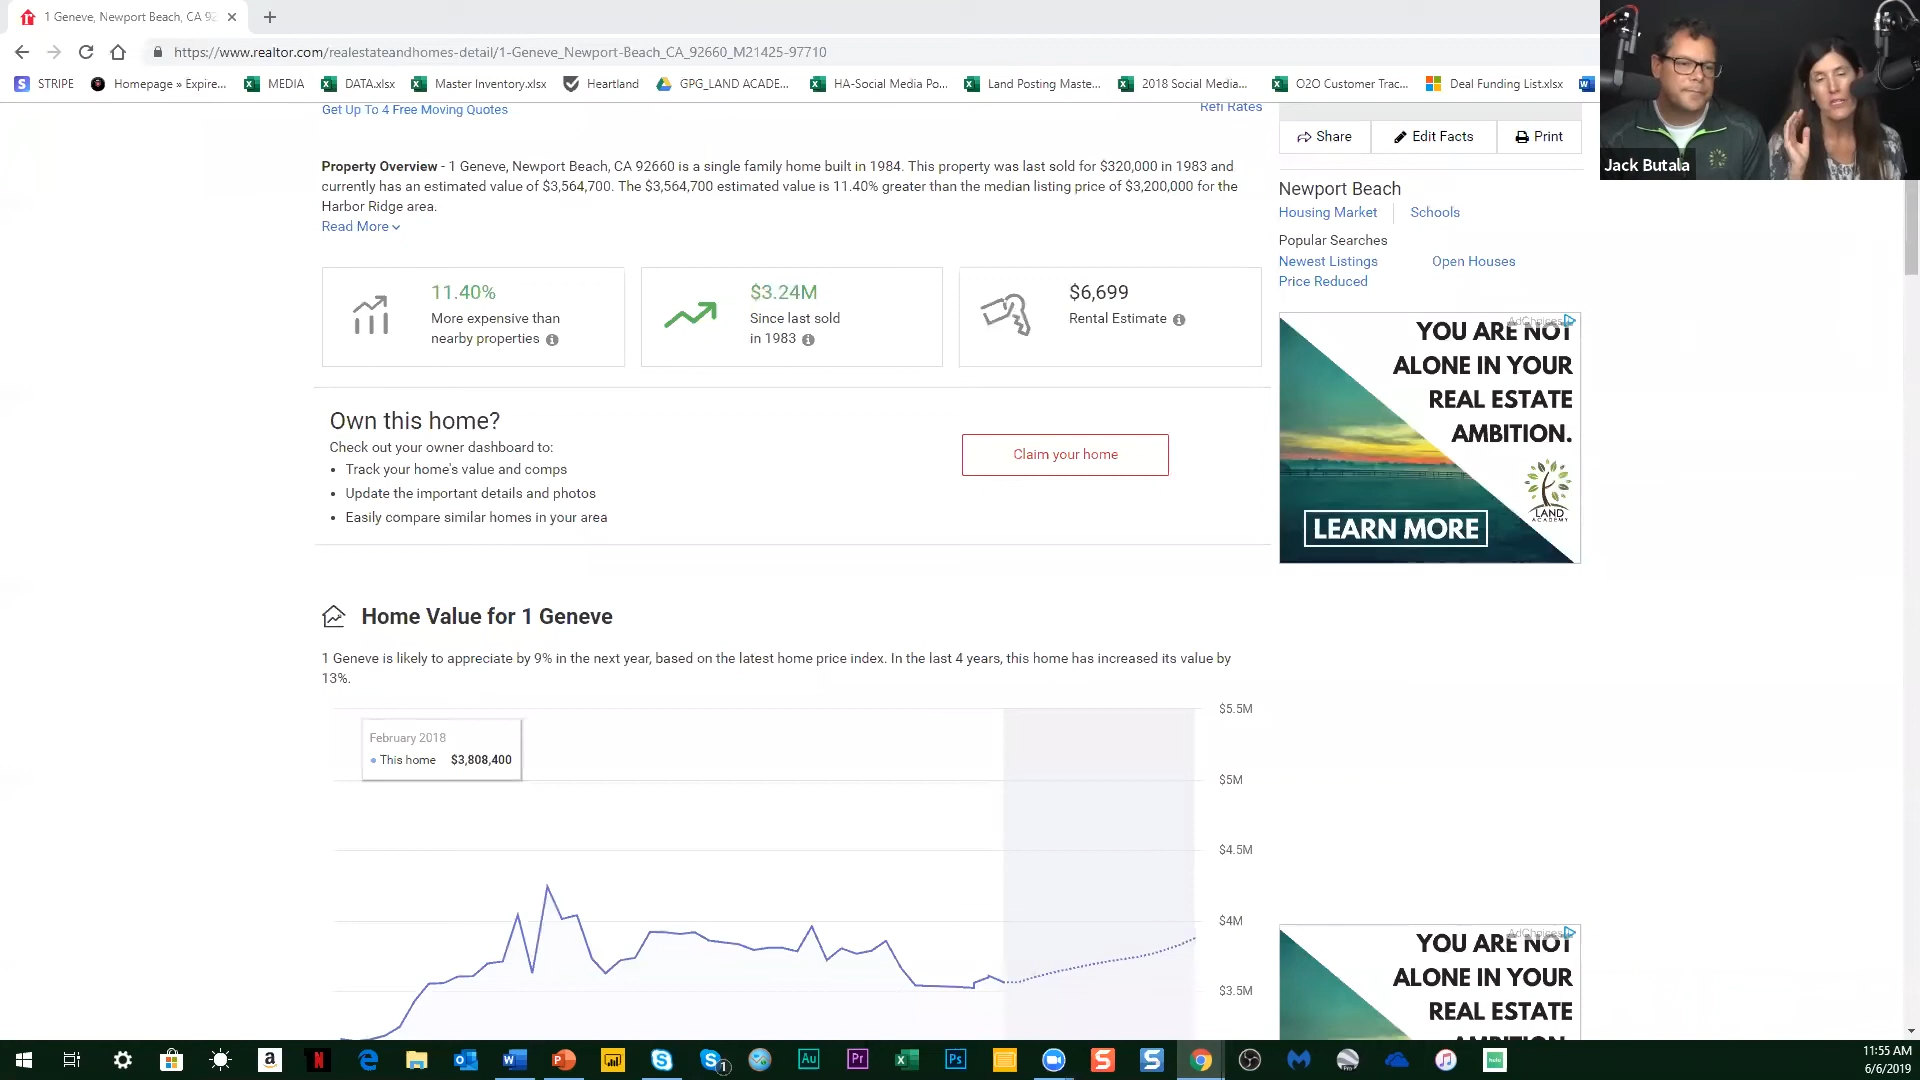 1 Geneve, Newport Beach, CA 92
https://www.realtor.com/realestateandhomes-detail/1-Geneve_Newport-Beach_CA_92660_M21425-97710
STRIPE Homepage » Expire... MEDIA DATA.xlsx Master Inventory.xlsx Heartland GPG_LAND ACADE... HA-Social Media Po... Land Posting Maste... 2018 Social Media... O2O Customer Trac... Deal Funding List.xlsx
Get Up To 4 Free Moving Quotes
Refi Rates
Share Edit Facts Print
Jack Butala
Property Overview - 1 Geneve, Newport Beach, CA 92660 is a single family home built in 1984. This property was last sold for $320,000 in 1983 and
currently has an estimated value of $3,564,700. The $3,564,700 estimated value is 11.40% greater than the median listing price of $3,200,000 for the
Harbor Ridge area.
Read More
Newport Beach
Housing Market Schools
Popular Searches
Newest Listings Open Houses
Price Reduced
11.40%
More expensive than
nearby properties
$3.24M
Since last sold
in 1983
$6,699
Rental Estimate
AdChoices
YOU ARE NOT
ALONE IN YOUR
REAL ESTATE
AMBITION.
LAND
ACADEMY
LEARN MORE
Own this home?
Check out your owner dashboard to:
• Track your home's value and comps
• Update the important details and photos
• Easily compare similar homes in your area
Claim your home
Home Value for 1 Geneve
1 Geneve is likely to appreciate by 9% in the next year, based on the latest home price index. In the last 4 years, this home has increased its value by
13%.
February 2018
This home $3,808,400
$5.5M
$5M
$4.5M
$4M
$3.5M
AdChoices
YOU ARE NOT
ALONE IN YOUR
REAL ESTATE
AMBITION.
11:55 AM
6/6/2019